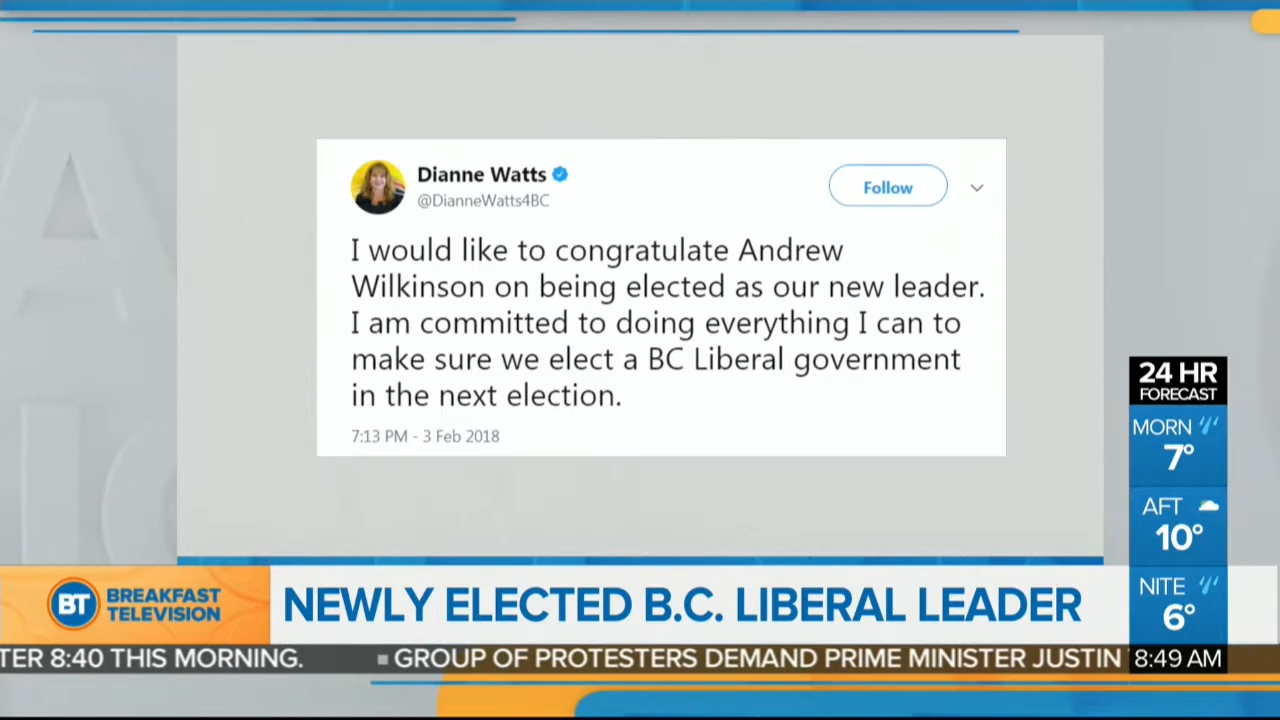 Dianne Watts
@DianneWatts4BC
Follow
I would like to congratulate Andrew
Wilkinson on being elected as our new leader.
I am committed to doing everything I can to
make sure we elect a BC Liberal government
in the next election.
7:13 PM - 3 Feb 2018
24 HR
FORECAST
MORN
7°
AFT
10°
NITE
6°
BT
BREAKFAST
TELEVISION
NEWLY ELECTED B.C. LIBERAL LEADER
TER 8:40 THIS MORNING. ■ GROUP OF PROTESTERS DEMAND PRIME MINISTER JUSTIN
8:49 AM